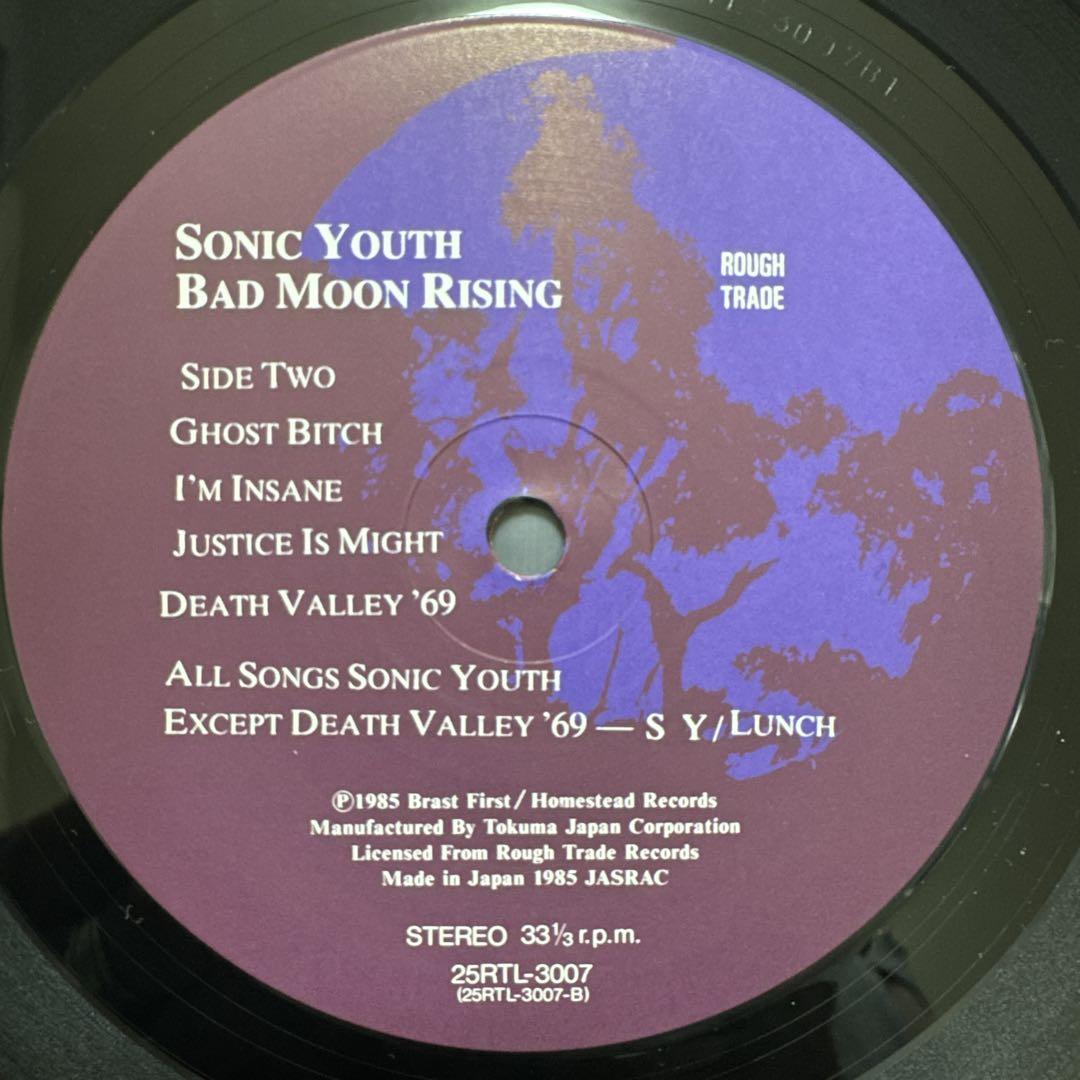 SONIC YOUTH
BAD MOON RISING
ROUGH
TRADE
SIDE TWO
GHOST BITCH
I'M INSANE
JUSTICE IS MIGHT
DEATH VALLEY '69
ALL SONGS SONIC YOUTH
EXCEPT DEATH VALLEY '69 — S Y/LUNCH
Ⓟ1985 Brast First/Homestead Records
Manufactured By Tokuma Japan Corporation
Licensed From Rough Trade Records
Made in Japan 1985 JASRAC
STEREO 33⅓ r.p.m.
25RTL-3007
(25RTL-3007-B)